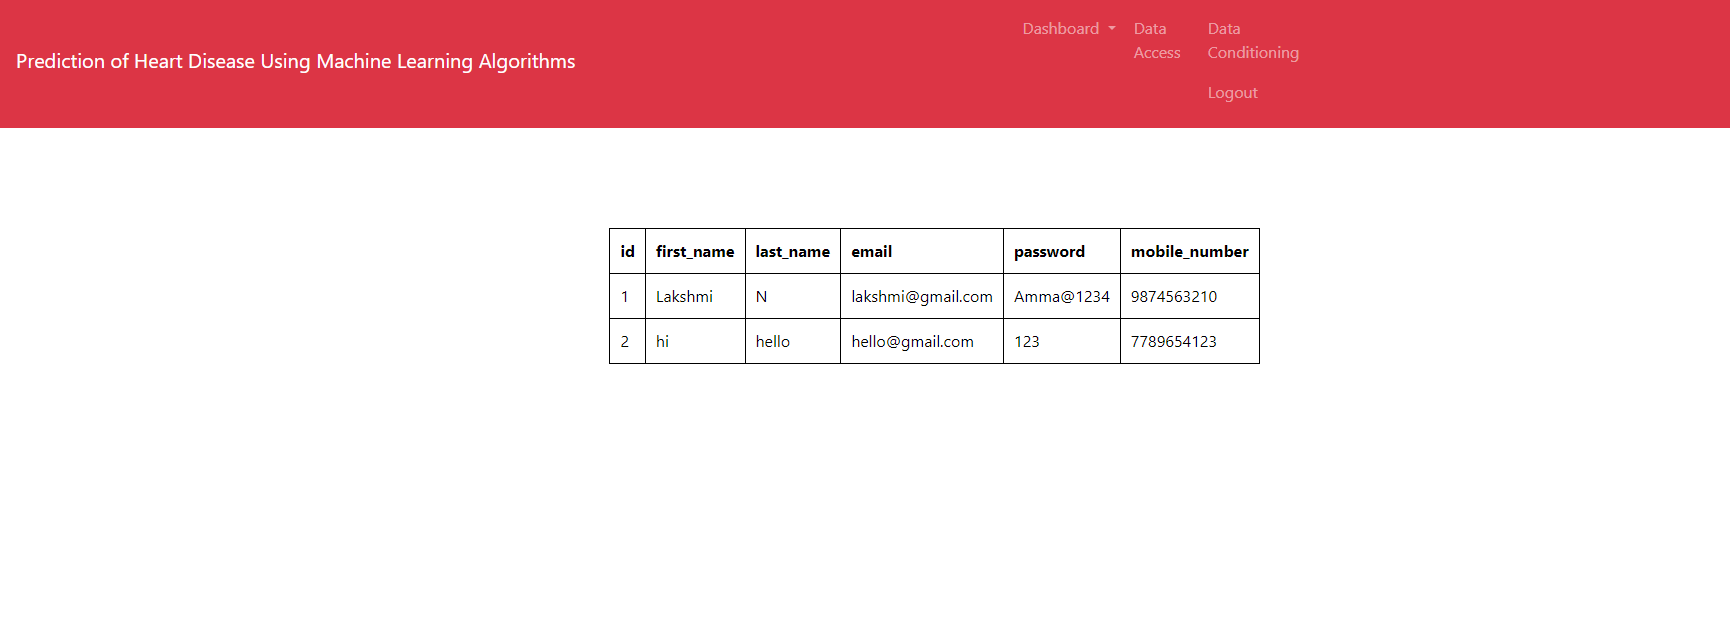 Prediction of Heart Disease Using Machine Learning Algorithms
Dashboard
Data
Access
Data
Conditioning
Logout
id first_name last_name email password mobile_number
1 Lakshmi N lakshmi@gmail.com Amma@1234 9874563210
2 hi hello hello@gmail.com 123 7789654123